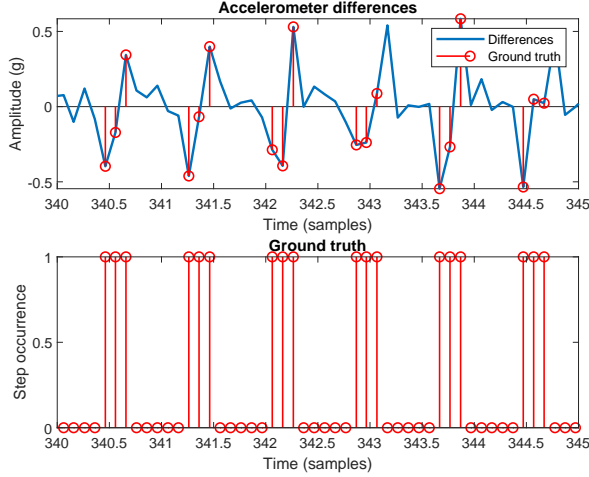 Accelerometer differences
Amplitude (g)
0.5
0
-0.5
Differences
Ground truth
340 340.5 341 341.5 342 342.5 343 343.5 344 344.5 345
Time (samples)
Ground truth
Step occurrence
1
0.5
0
340 340.5 341 341.5 342 342.5 343 343.5 344 344.5 345
Time (samples)